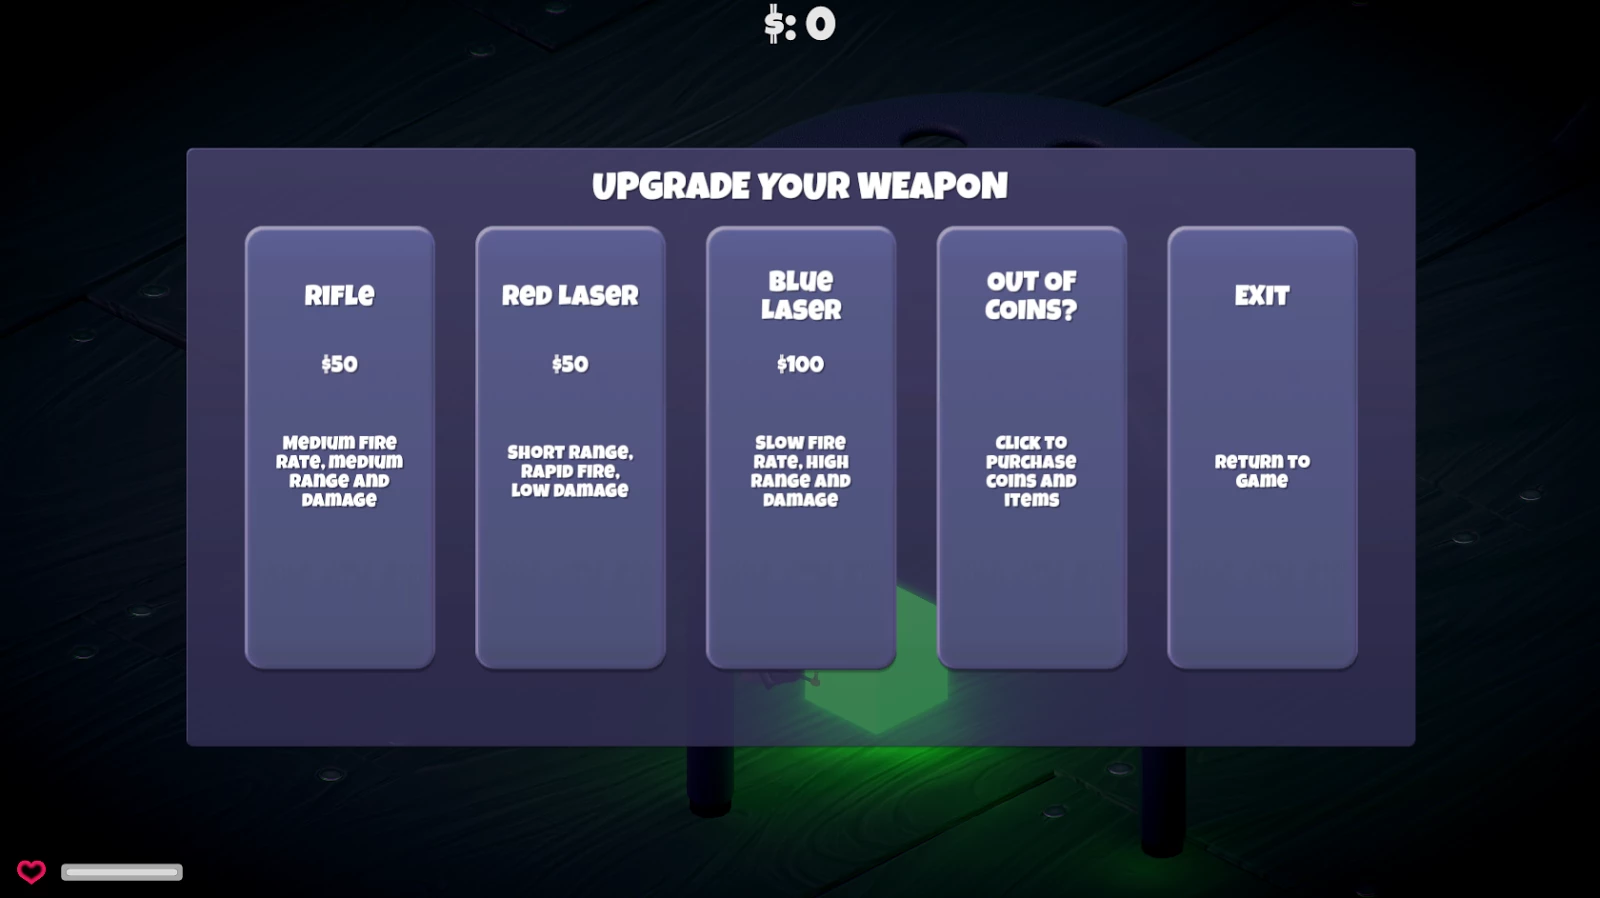 $: 0
UPGRADE YOUR WEAPON
RIFLE
$50
MEDIUM FIRE
RATE, MEDIUM
RANGE AND
DAMAGE
RED LASER
$50
SHORT RANGE,
RAPID FIRE,
LOW DAMAGE
BLUE
LASER
$100
SLOW FIRE
RATE, HIGH
RANGE AND
DAMAGE
OUT OF
COINS?
CLICK TO
PURCHASE
COINS AND
ITEMS
EXIT
RETURN TO
GAME